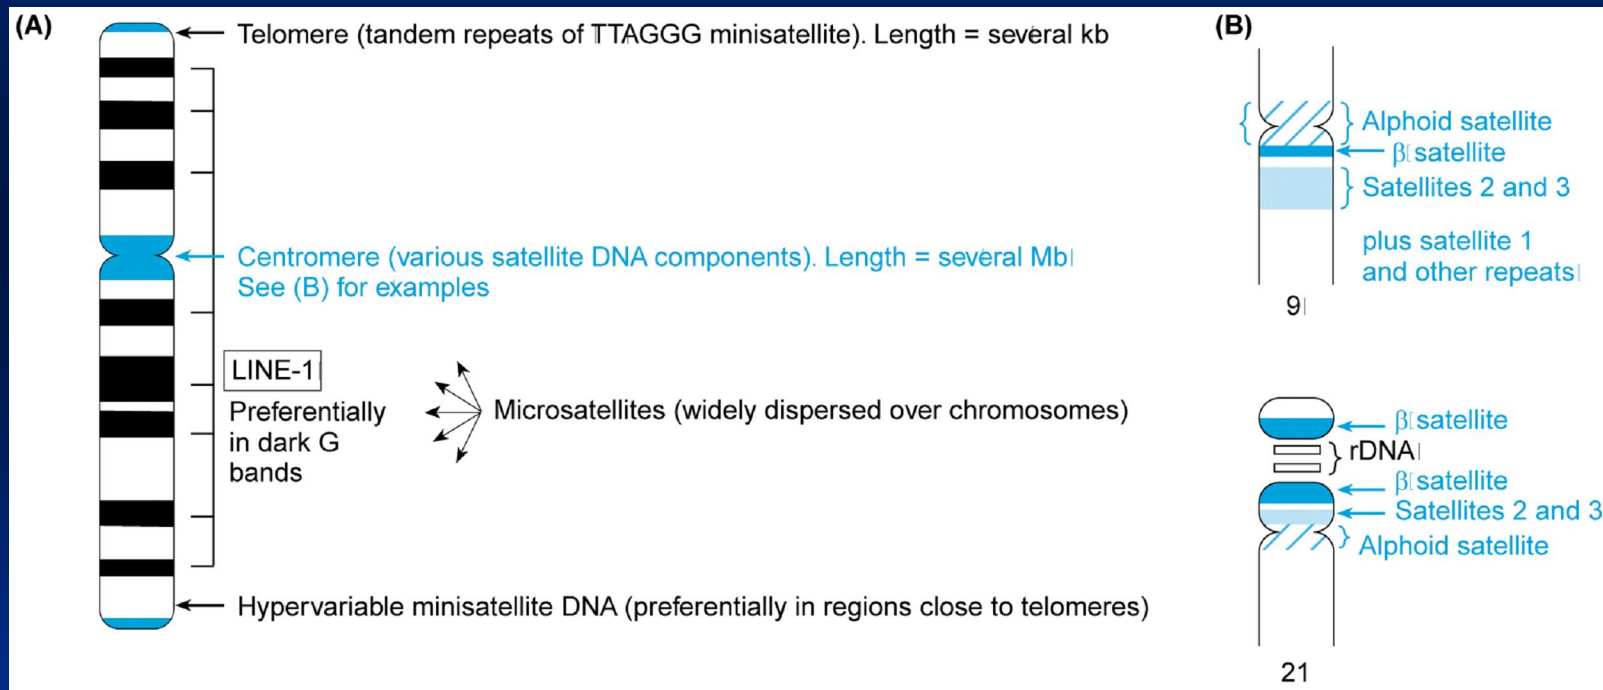 (A)
Telomere (tandem repeats of TTAGGG minisatellite). Length = several kb
Centromere (various satellite DNA components). Length = several Mb
See (B) for examples
LINE-1
Preferentially
in dark G
bands
Microsatellites (widely dispersed over chromosomes)
Hypervariable minisatellite DNA (preferentially in regions close to telomeres)
(B)
Alphoid satellite
β satellite
Satellites 2 and 3
plus satellite 1
and other repeats
9
β satellite
rDNA
β satellite
Satellites 2 and 3
Alphoid satellite
21